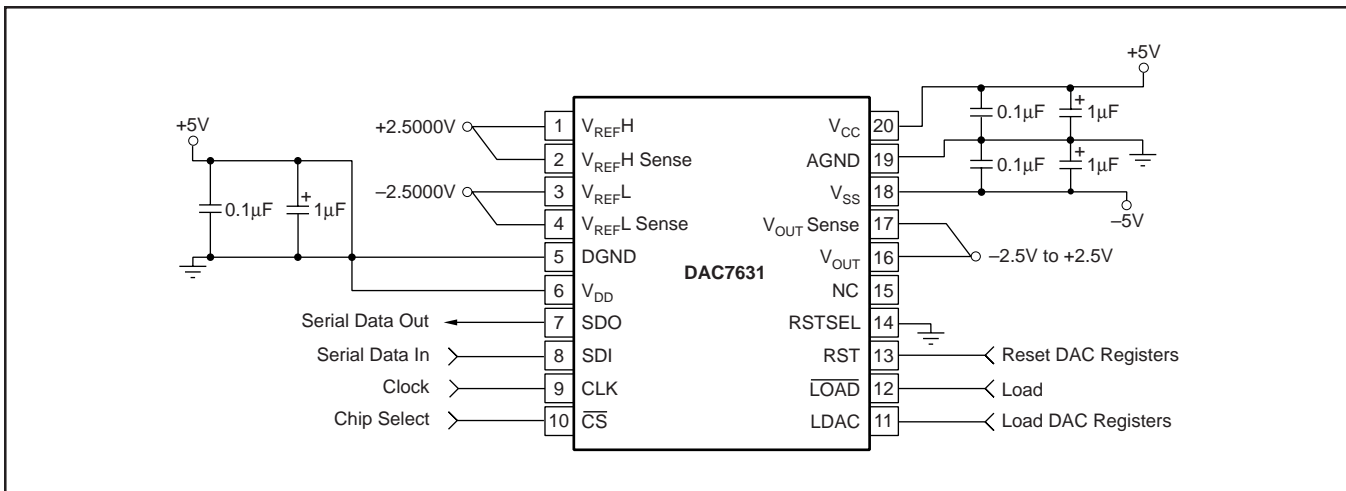 +5V
0.1µF
1µF
+
+2.5000V
–2.5000V
Serial Data Out
Serial Data In
Clock
Chip Select
1 VREFH
2 VREFH Sense
3 VREFL
4 VREFL Sense
5 DGND
6 VDD
7 SDO
8 SDI
9 CLK
10 CS
DAC7631
VCC 20
AGND 19
VSS 18
VOUT Sense 17
VOUT 16
NC 15
RSTSEL 14
RST 13
LOAD 12
LDAC 11
+5V
0.1µF
+
1µF
0.1µF
+
1µF
–5V
–2.5V to +2.5V
Reset DAC Registers
Load
Load DAC Registers